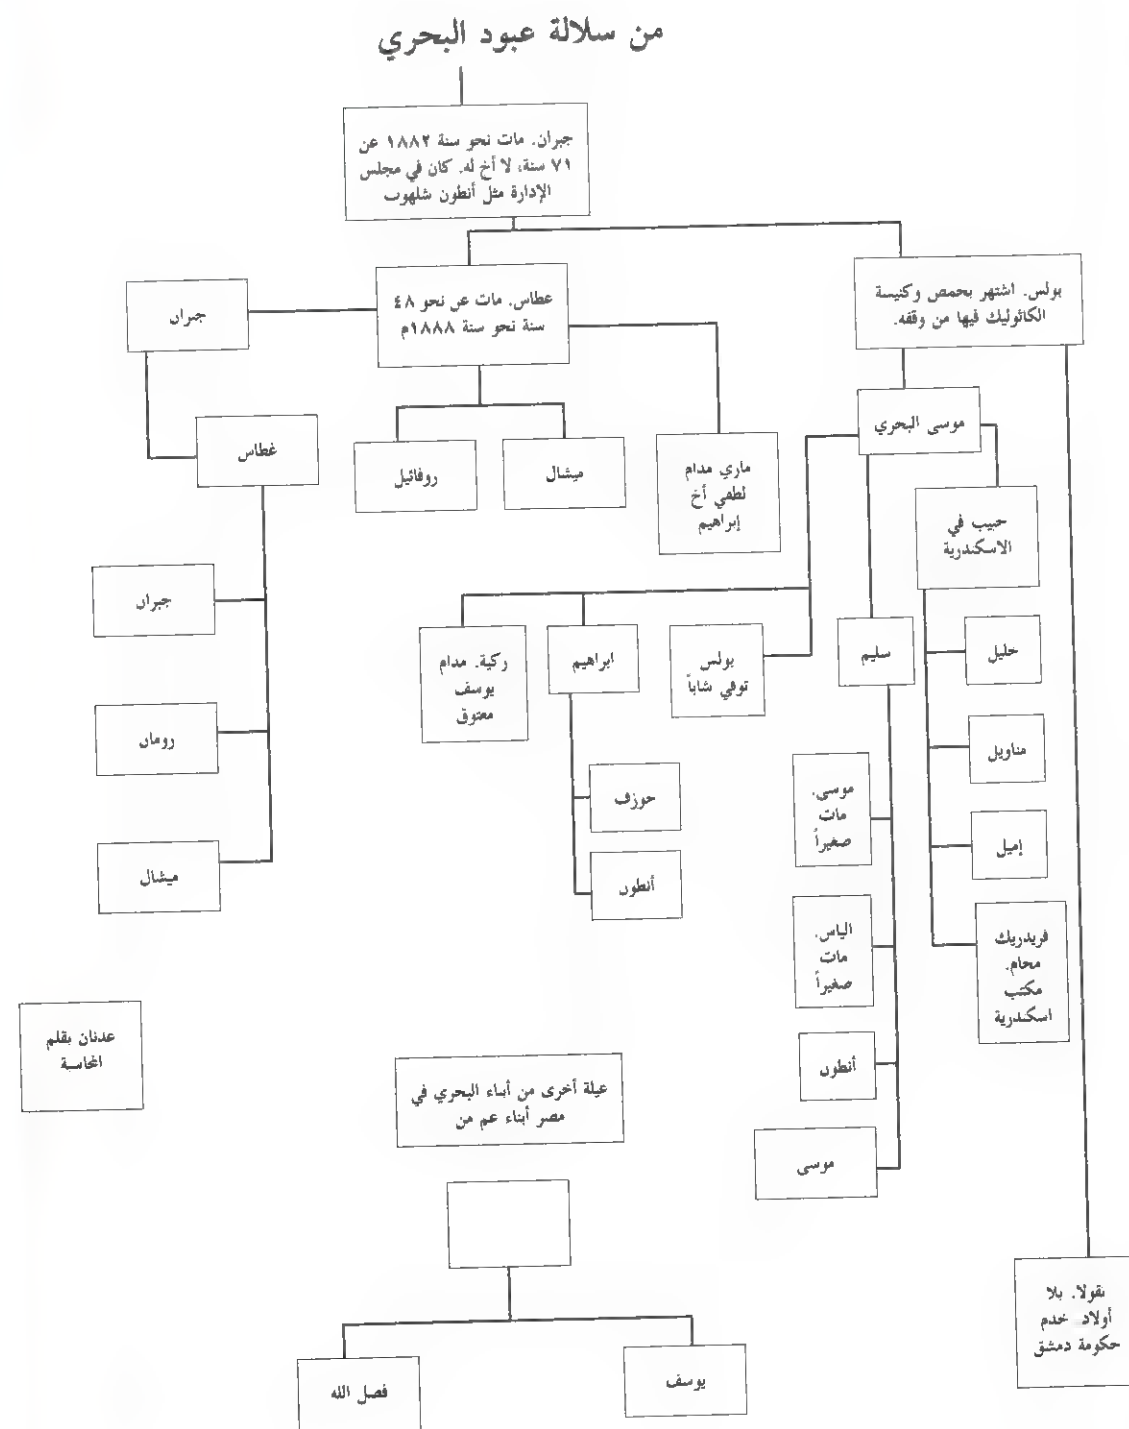 من سلالة عبود البحري
جبران. مات نحو سنة ١٨٨٢ عن
٧١ سنة، لا أخ له. كان في مجلس
الإدارة مثل أنطون شلهوب
بولس. اشتهر بحمص وكنيسة
الكاثوليك فيها من وقفه.
عطاس. مات عن نحو ٤٨
سنة نحو سنة ١٨٨٨م
جبران
موسى البحري
غطاس
ماري مدام
لطفي أخ
إبراهيم
ميشال
روفائيل
حبيب في
الاسكندرية
جبران
خليل
سليم
بولس
توفي شاباً
ابراهيم
زكية. مدام
يوسف
معتوق
رومان
مناويل
جوزف
موسى.
مات
صغيراً
إميل
ميشال
أنطون
فريدريك
محام.
مكتب
اسكندرية
الياس.
مات
صغيراً
عدنان بقلم
المحاسبة
أنطون
عيلة أخرى من أبناء البحري في
مصر أبناء عم من
موسى
نقولا. بلا
أولاد. خدم
حكومة دمشق
يوسف
فضل الله